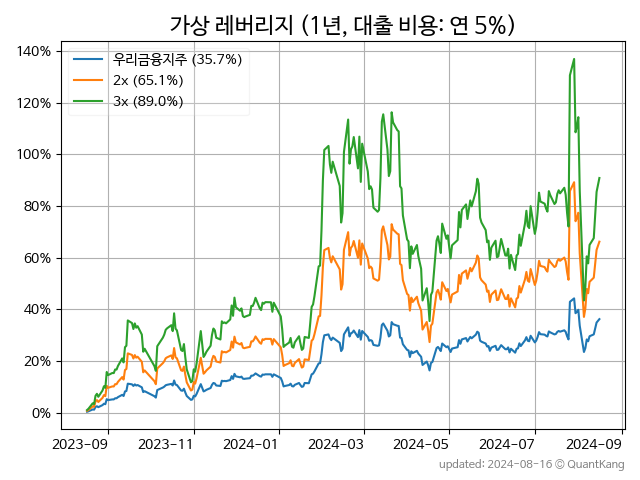 가상 레버리지 (1년, 대출 비용: 연 5%)
우리금융지주 (35.7%)
2x (65.1%)
3x (89.0%)
140%
120%
100%
80%
60%
40%
20%
0%
2023-09 2023-11 2024-01 2024-03 2024-05 2024-07 2024-09
updated: 2024-08-16 © QuantKang